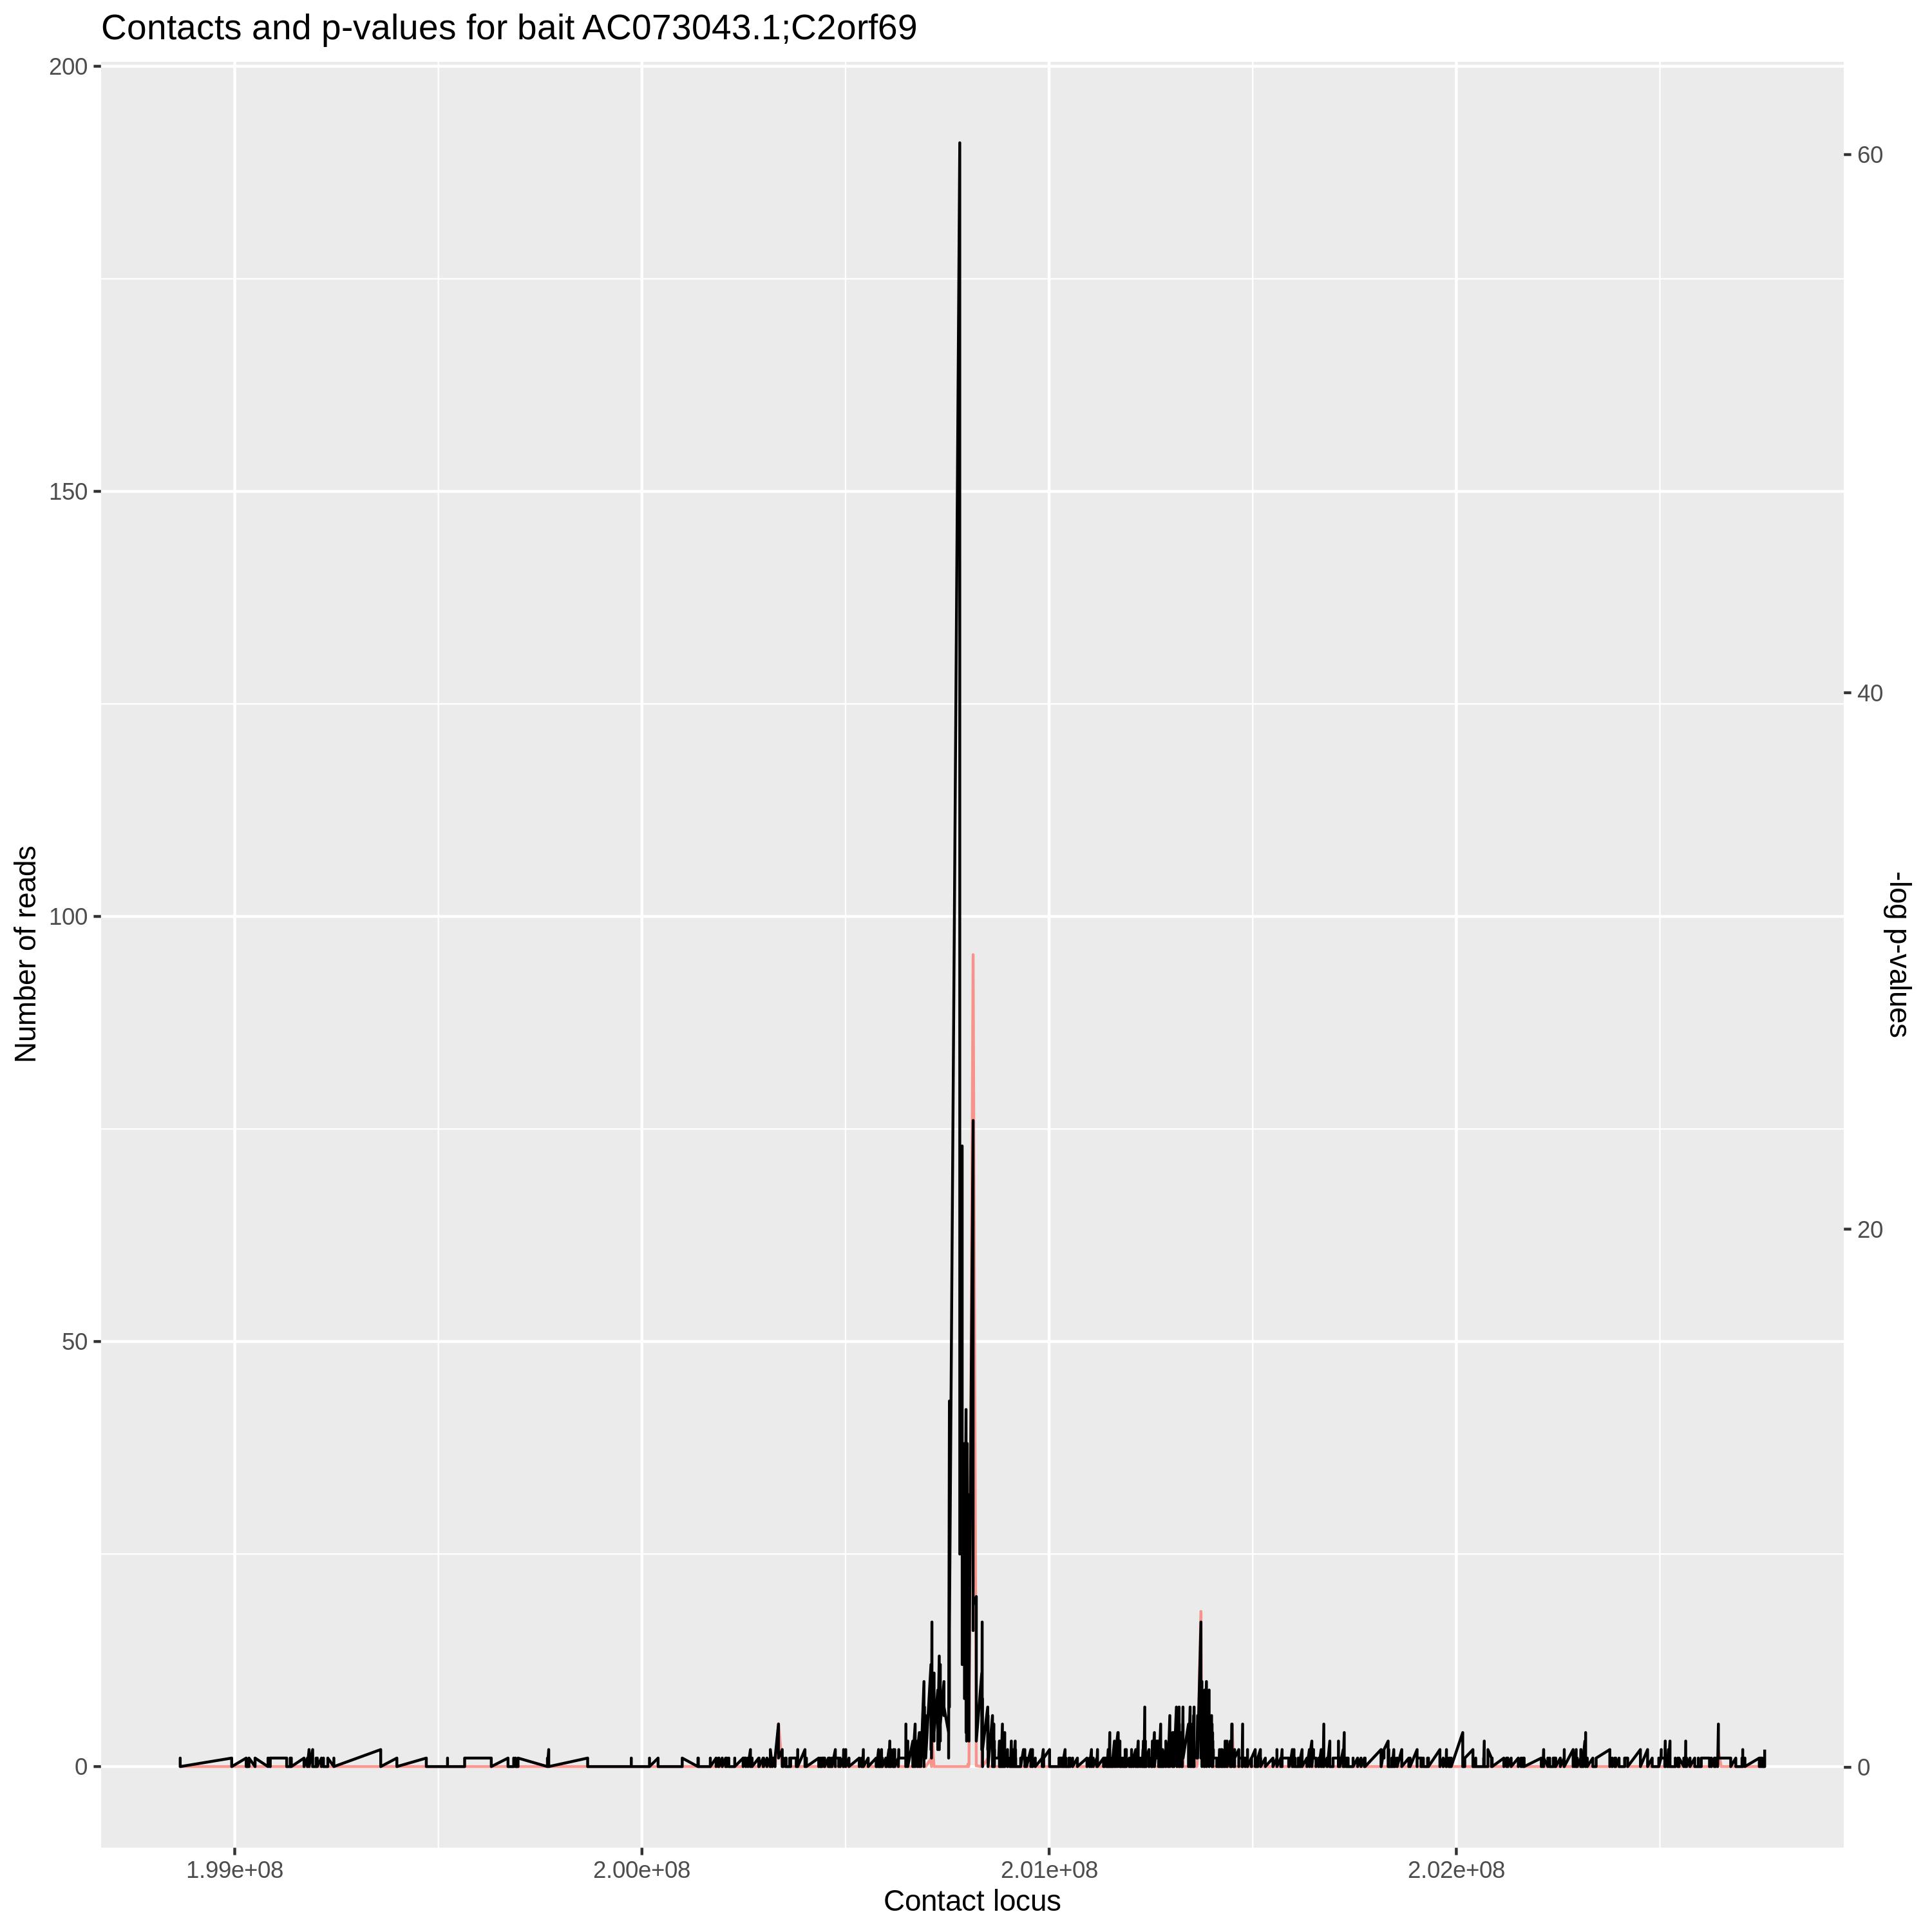 Contacts and p-values for bait AC073043.1;C2orf69
200
150
100
50
0
Number of reads
60
40
20
0
-log p-values
1.99e+08
2.00e+08
2.01e+08
2.02e+08
Contact locus